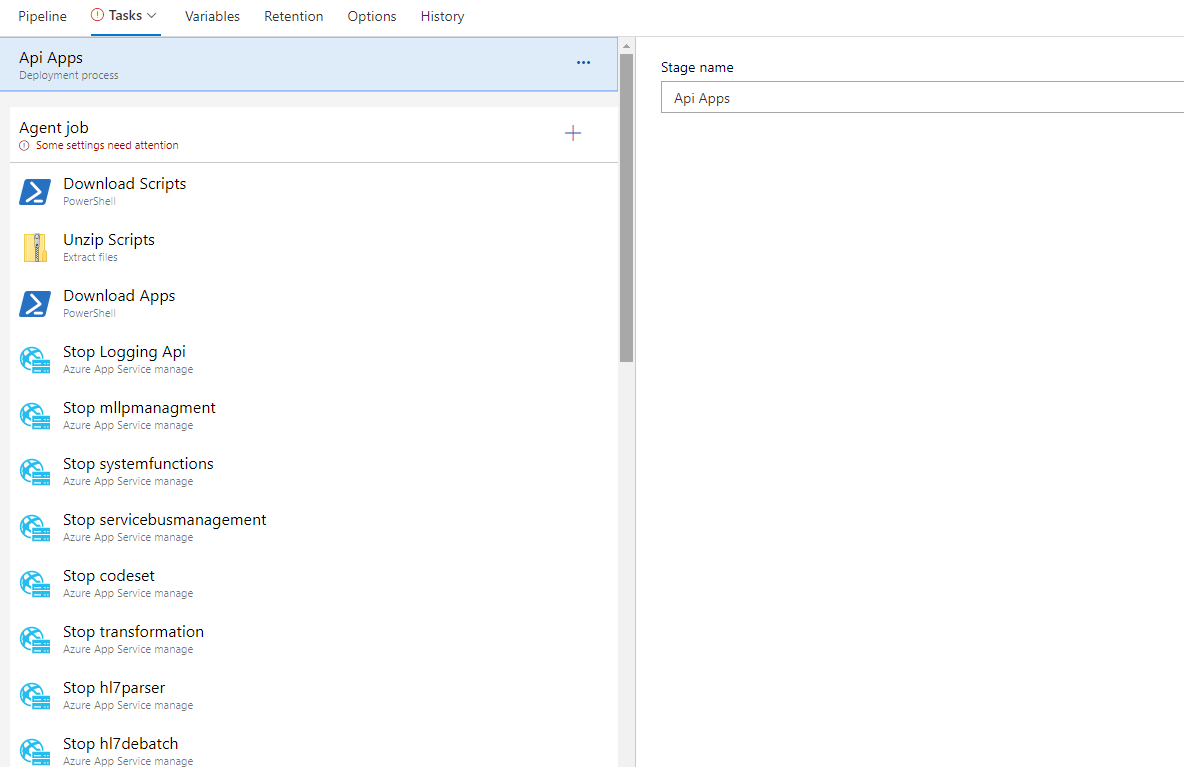 Pipeline Tasks Variables Retention Options History
Api Apps
Deployment process
Agent job
Some settings need attention
Download Scripts
PowerShell
Unzip Scripts
Extract files
Download Apps
PowerShell
Stop Logging Api
Azure App Service manage
Stop mllpmanagment
Azure App Service manage
Stop systemfunctions
Azure App Service manage
Stop servicebusmanagement
Azure App Service manage
Stop codeset
Azure App Service manage
Stop transformation
Azure App Service manage
Stop hl7parser
Azure App Service manage
Stop hl7debatch
Azure App Service manage
Stage name
Api Apps